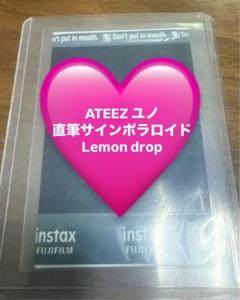 Don't put in mouth. Don't put in mouth.
ATEEZ ユノ
直筆サインポラロイド
Lemon drop
instax instax
FUJIFILM FUJIFILM